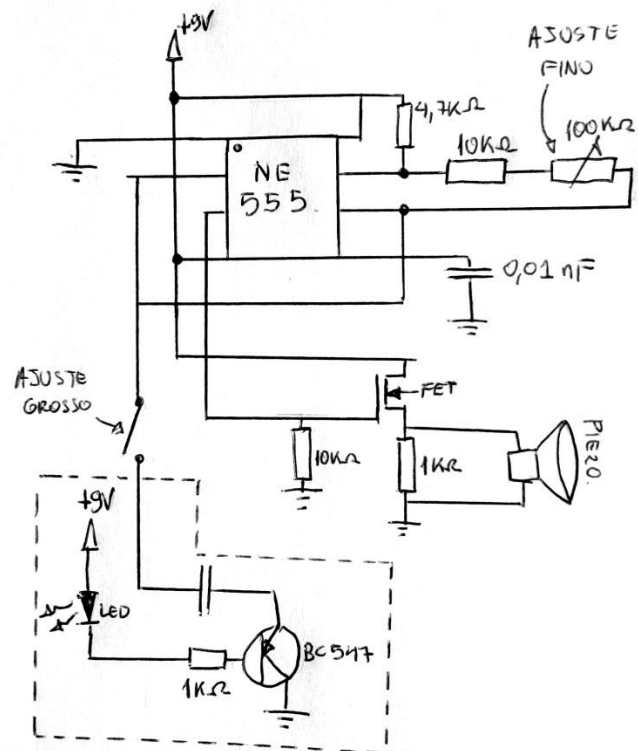 +9V
AJUSTE
FINO
4,7KΩ
10KΩ
100KΩ
NE
555
0,01 nF
AJUSTE
GROSSO
FET
10KΩ
1KΩ
PIEZO.
+9V
LED
1KΩ
BC547